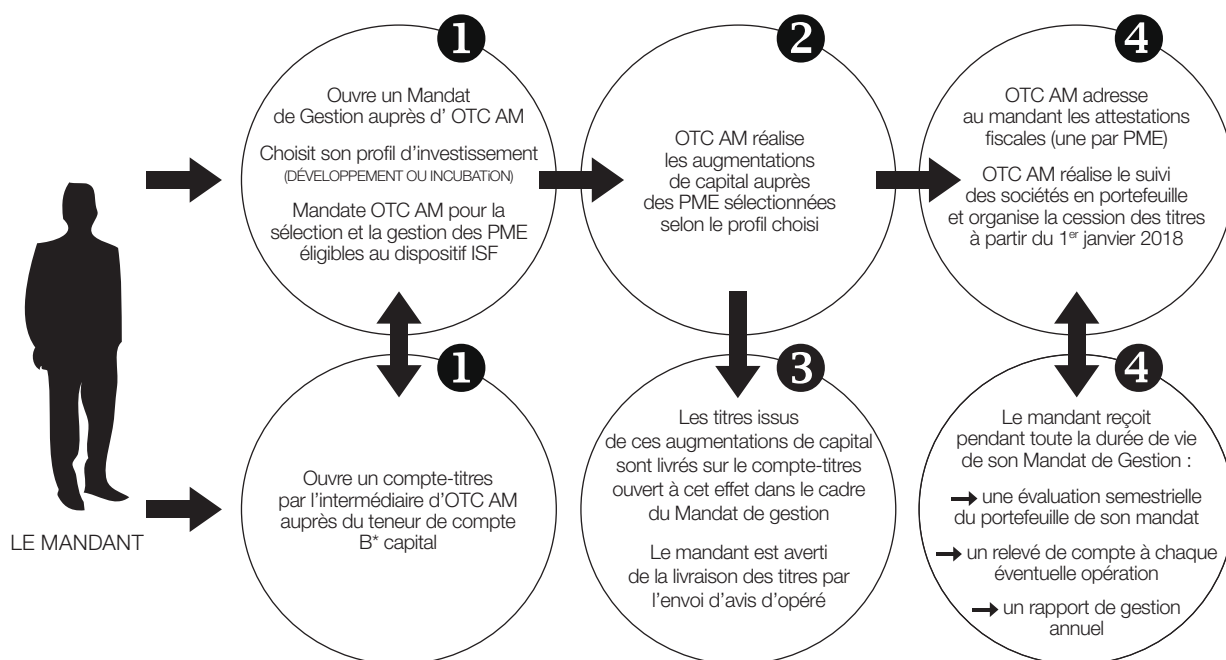 1
Ouvre un Mandat
de Gestion auprès d' OTC AM
Choisit son profil d'investissement
(DÉVELOPPEMENT OU INCUBATiON)
Mandate OTC AM pour la
sélection et la gestion des PME
éligibles au dispositif ISF
2
OTC AM réalise
les augmentations
de capital auprès
des PME sélectionnées
selon le profil choisi
4
OTC AM adresse
au mandant les attestations
fiscales (une par PME)
OTC AM réalise le suivi
des sociétés en portefeuille
et organise la cession des titres
à partir du 1er janvier 2018
LE MANDANT
1
Ouvre un compte-titres
par l'intermédiaire d'OTC AM
auprès du teneur de compte
B* capital
3
Les titres issus
de ces augmentations de capital
sont livrés sur le compte-titres
ouvert à cet effet dans le cadre
du Mandat de gestion
Le mandant est averti
de la livraison des titres par
l'envoi d'avis d'opéré
4
Le mandant reçoit
pendant toute la durée de vie
de son Mandat de Gestion :
→ une évaluation semestrielle
du portefeuille de son mandat
→ un relevé de compte à chaque
éventuelle opération
→ un rapport de gestion
annuel